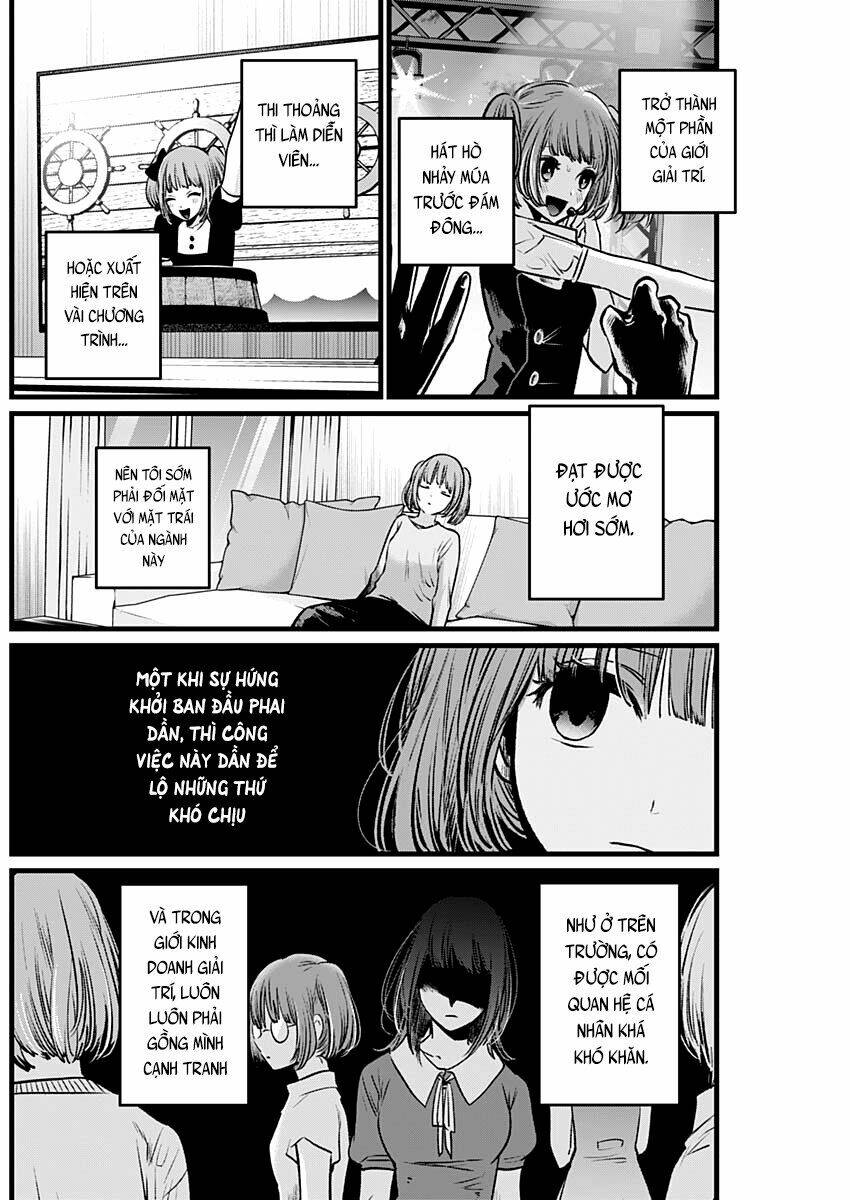 TRỞ THÀNH
MỘT PHẦN
CỦA GIỚI
GIẢI TRÍ.
HÁT HÒ
NHẢY MÚA
TRƯỚC ĐÁM
ĐÔNG...
THI THOẢNG
THÌ LÀM DIỄN
VIÊN...
HOẶC XUẤT
HIỆN TRÊN
VÀI CHƯƠNG
TRÌNH...
ĐẠT ĐƯỢC
ƯỚC MƠ
HƠI SỚM.
NÊN TÔI SỚM
PHẢI ĐỐI MẶT
VỚI MẶT TRÁI
CỦA NGÀNH
NÀY
MỘT KHI SỰ HỨNG
KHỞI BAN ĐẦU PHAI
DẦN, THÌ CÔNG
VIỆC NÀY DẦN ĐỂ
LỘ NHỮNG THỨ
KHÓ CHỊU
NHƯ Ở TRÊN
TRƯỜNG, CÓ
ĐƯỢC MỐI
QUAN HỆ CÁ
NHÂN KHÁ
KHÓ KHĂN.
VÀ TRONG
GIỚI KINH
DOANH GIẢI
TRÍ, LUÔN
LUÔN PHẢI
GỒNG MÌNH
CẠNH TRANH